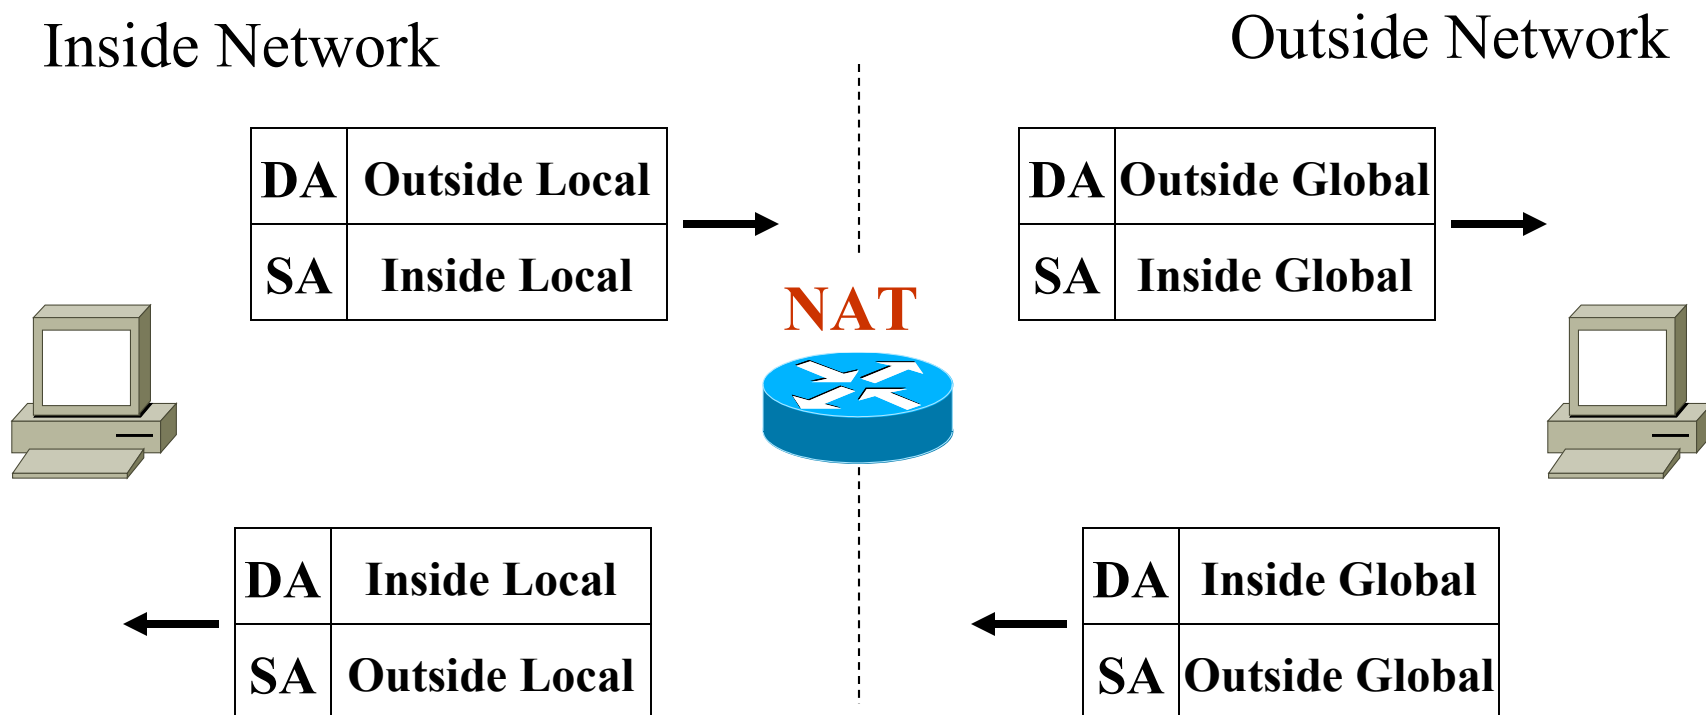 Inside Network
Outside Network
DA Outside Local
SA Inside Local
DA Outside Global
SA Inside Global
NAT
DA Inside Local
SA Outside Local
DA Inside Global
SA Outside Global